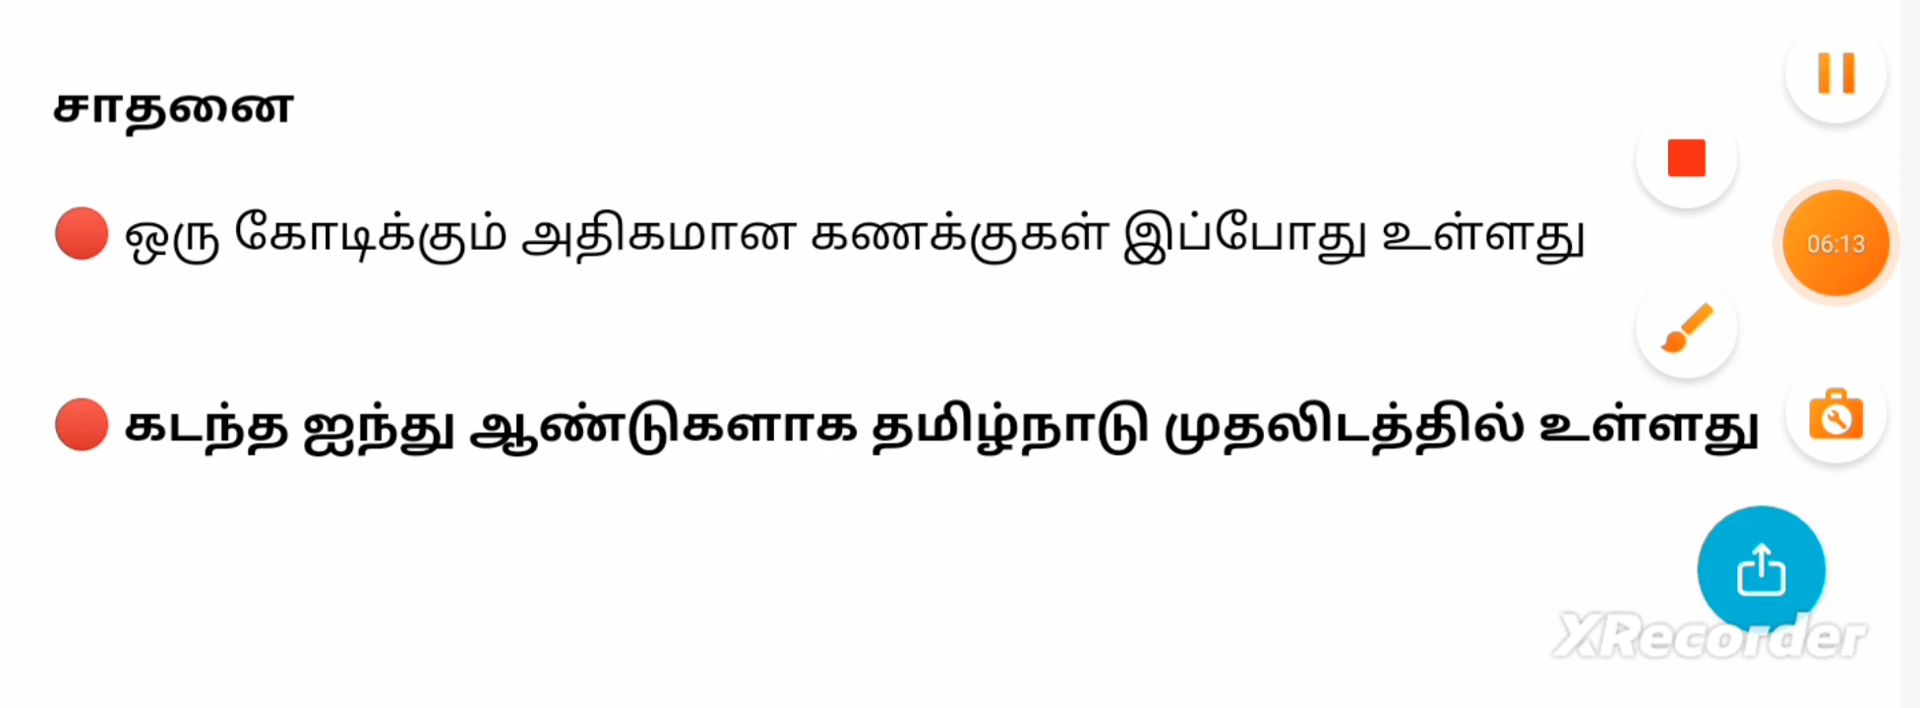 சாதனை
🔴 ஒரு கோடிக்கும் அதிகமான கணக்குகள் இப்போது உள்ளது
06:13
🔴 கடந்த ஐந்து ஆண்டுகளாக தமிழ்நாடு முதலிடத்தில் உள்ளது
XRecorder